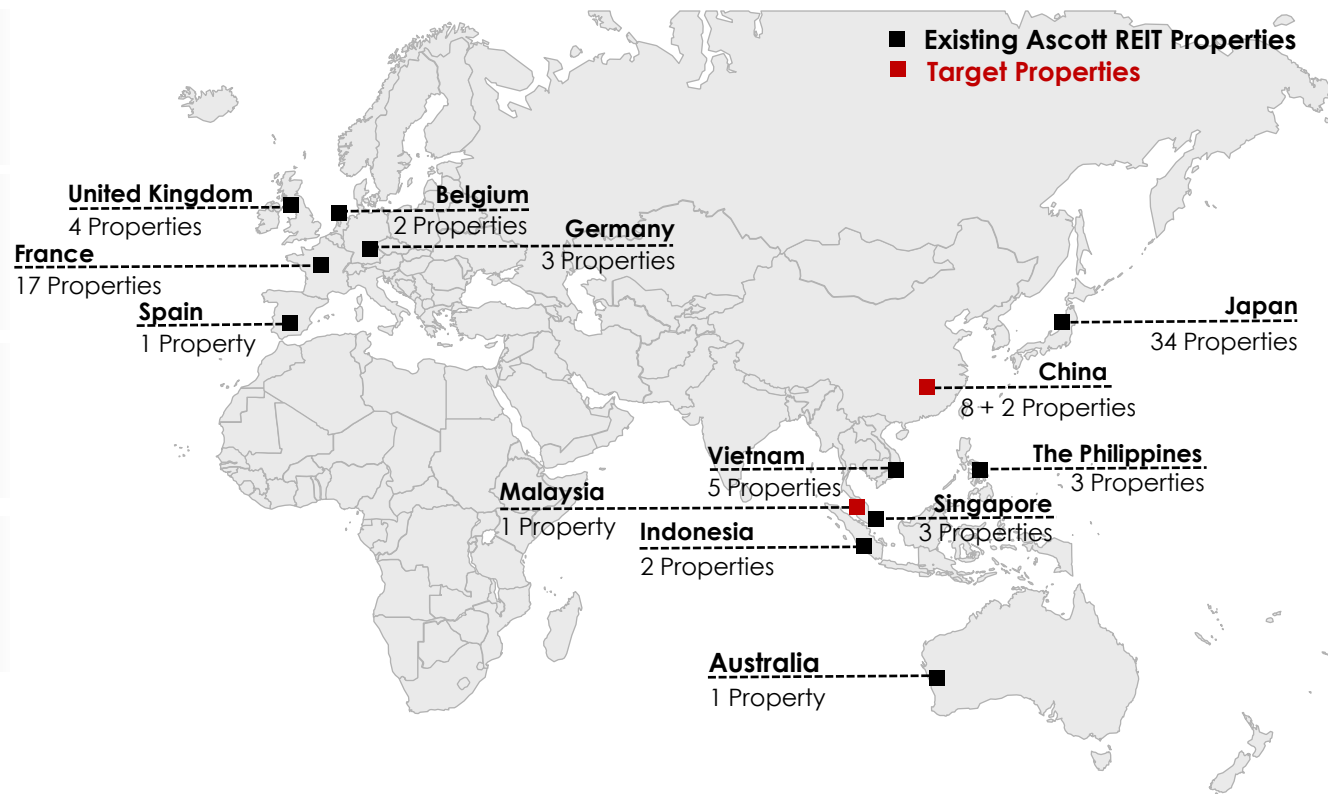 Existing Ascott REIT Properties
Target Properties
United Kingdom
4 Properties
Belgium
2 Properties
Germany
3 Properties
France
17 Properties
Spain
1 Property
Japan
34 Properties
China
8 + 2 Properties
Vietnam
5 Properties
The Philippines
3 Properties
Malaysia
1 Property
Singapore
3 Properties
Indonesia
2 Properties
Australia
1 Property